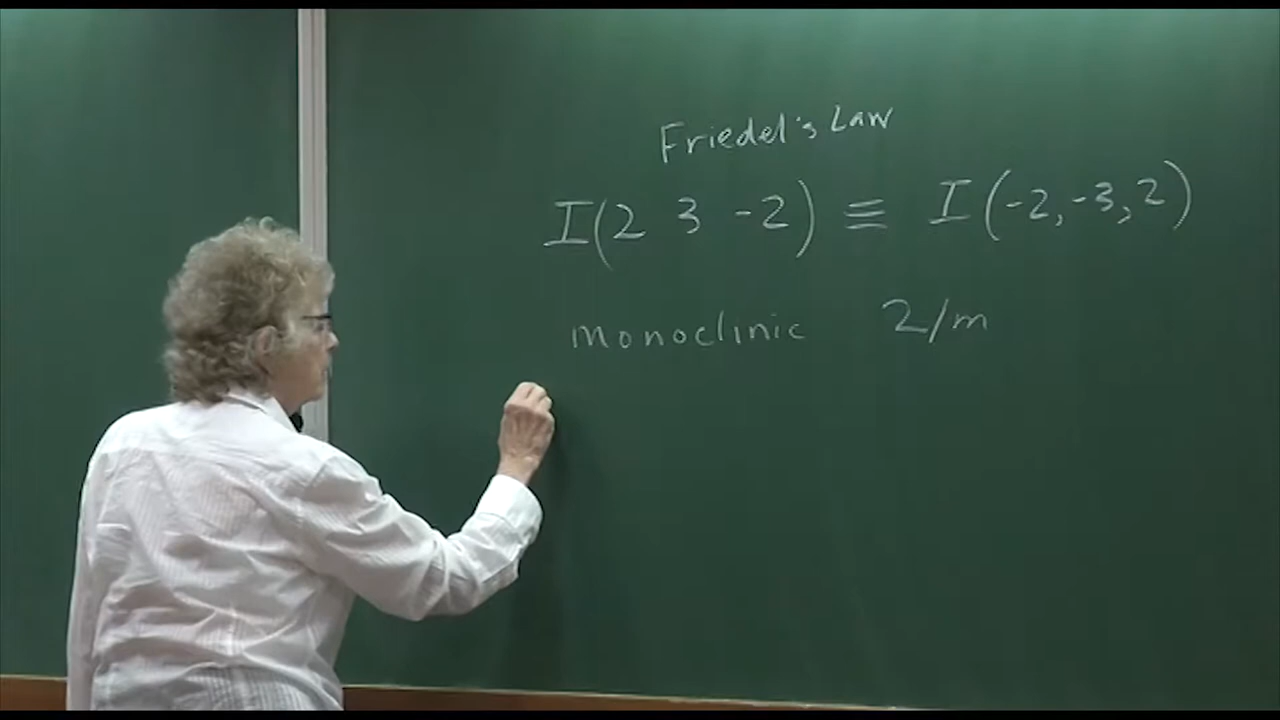 Friedel's Law
I(2 3 -2) ≡ I(-2,-3,2)
monoclinic 2/m